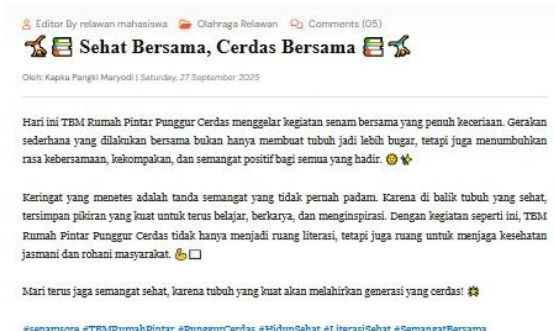 Editor By relawan mahasiswa Olahraga Relawan Comments (05)
🤸📚 Sehat Bersama, Cerdas Bersama 📚🤸
Oleh: Kapka Pangki Maryodi | Saturday, 27 September 2025
Hari ini TBM Rumah Pintar Punggur Cerdas menggelar kegiatan senam bersama yang penuh keceriaan. Gerakan
sederhana yang dilakukan bersama bukan hanya membuat tubuh jadi lebih bugar, tetapi juga menumbuhkan
rasa kebersamaan, kekompakan, dan semangat positif bagi semua yang hadir. 🌞✨
Keringat yang menetes adalah tanda semangat yang tidak pernah padam. Karena di balik tubuh yang sehat,
tersimpan pikiran yang kuat untuk terus belajar, berkarya, dan menginspirasi. Dengan kegiatan seperti ini, TBM
Rumah Pintar Punggur Cerdas tidak hanya menjadi ruang literasi, tetapi juga ruang untuk menjaga kesehatan
jasmani dan rohani masyarakat. 💪
Mari terus jaga semangat sehat, karena tubuh yang kuat akan melahirkan generasi yang cerdas! 🌟
#senamsore #TBMRumahPintar #PunggurCerdas #HidupSehat #LiterasiSehat #SemangatBersama